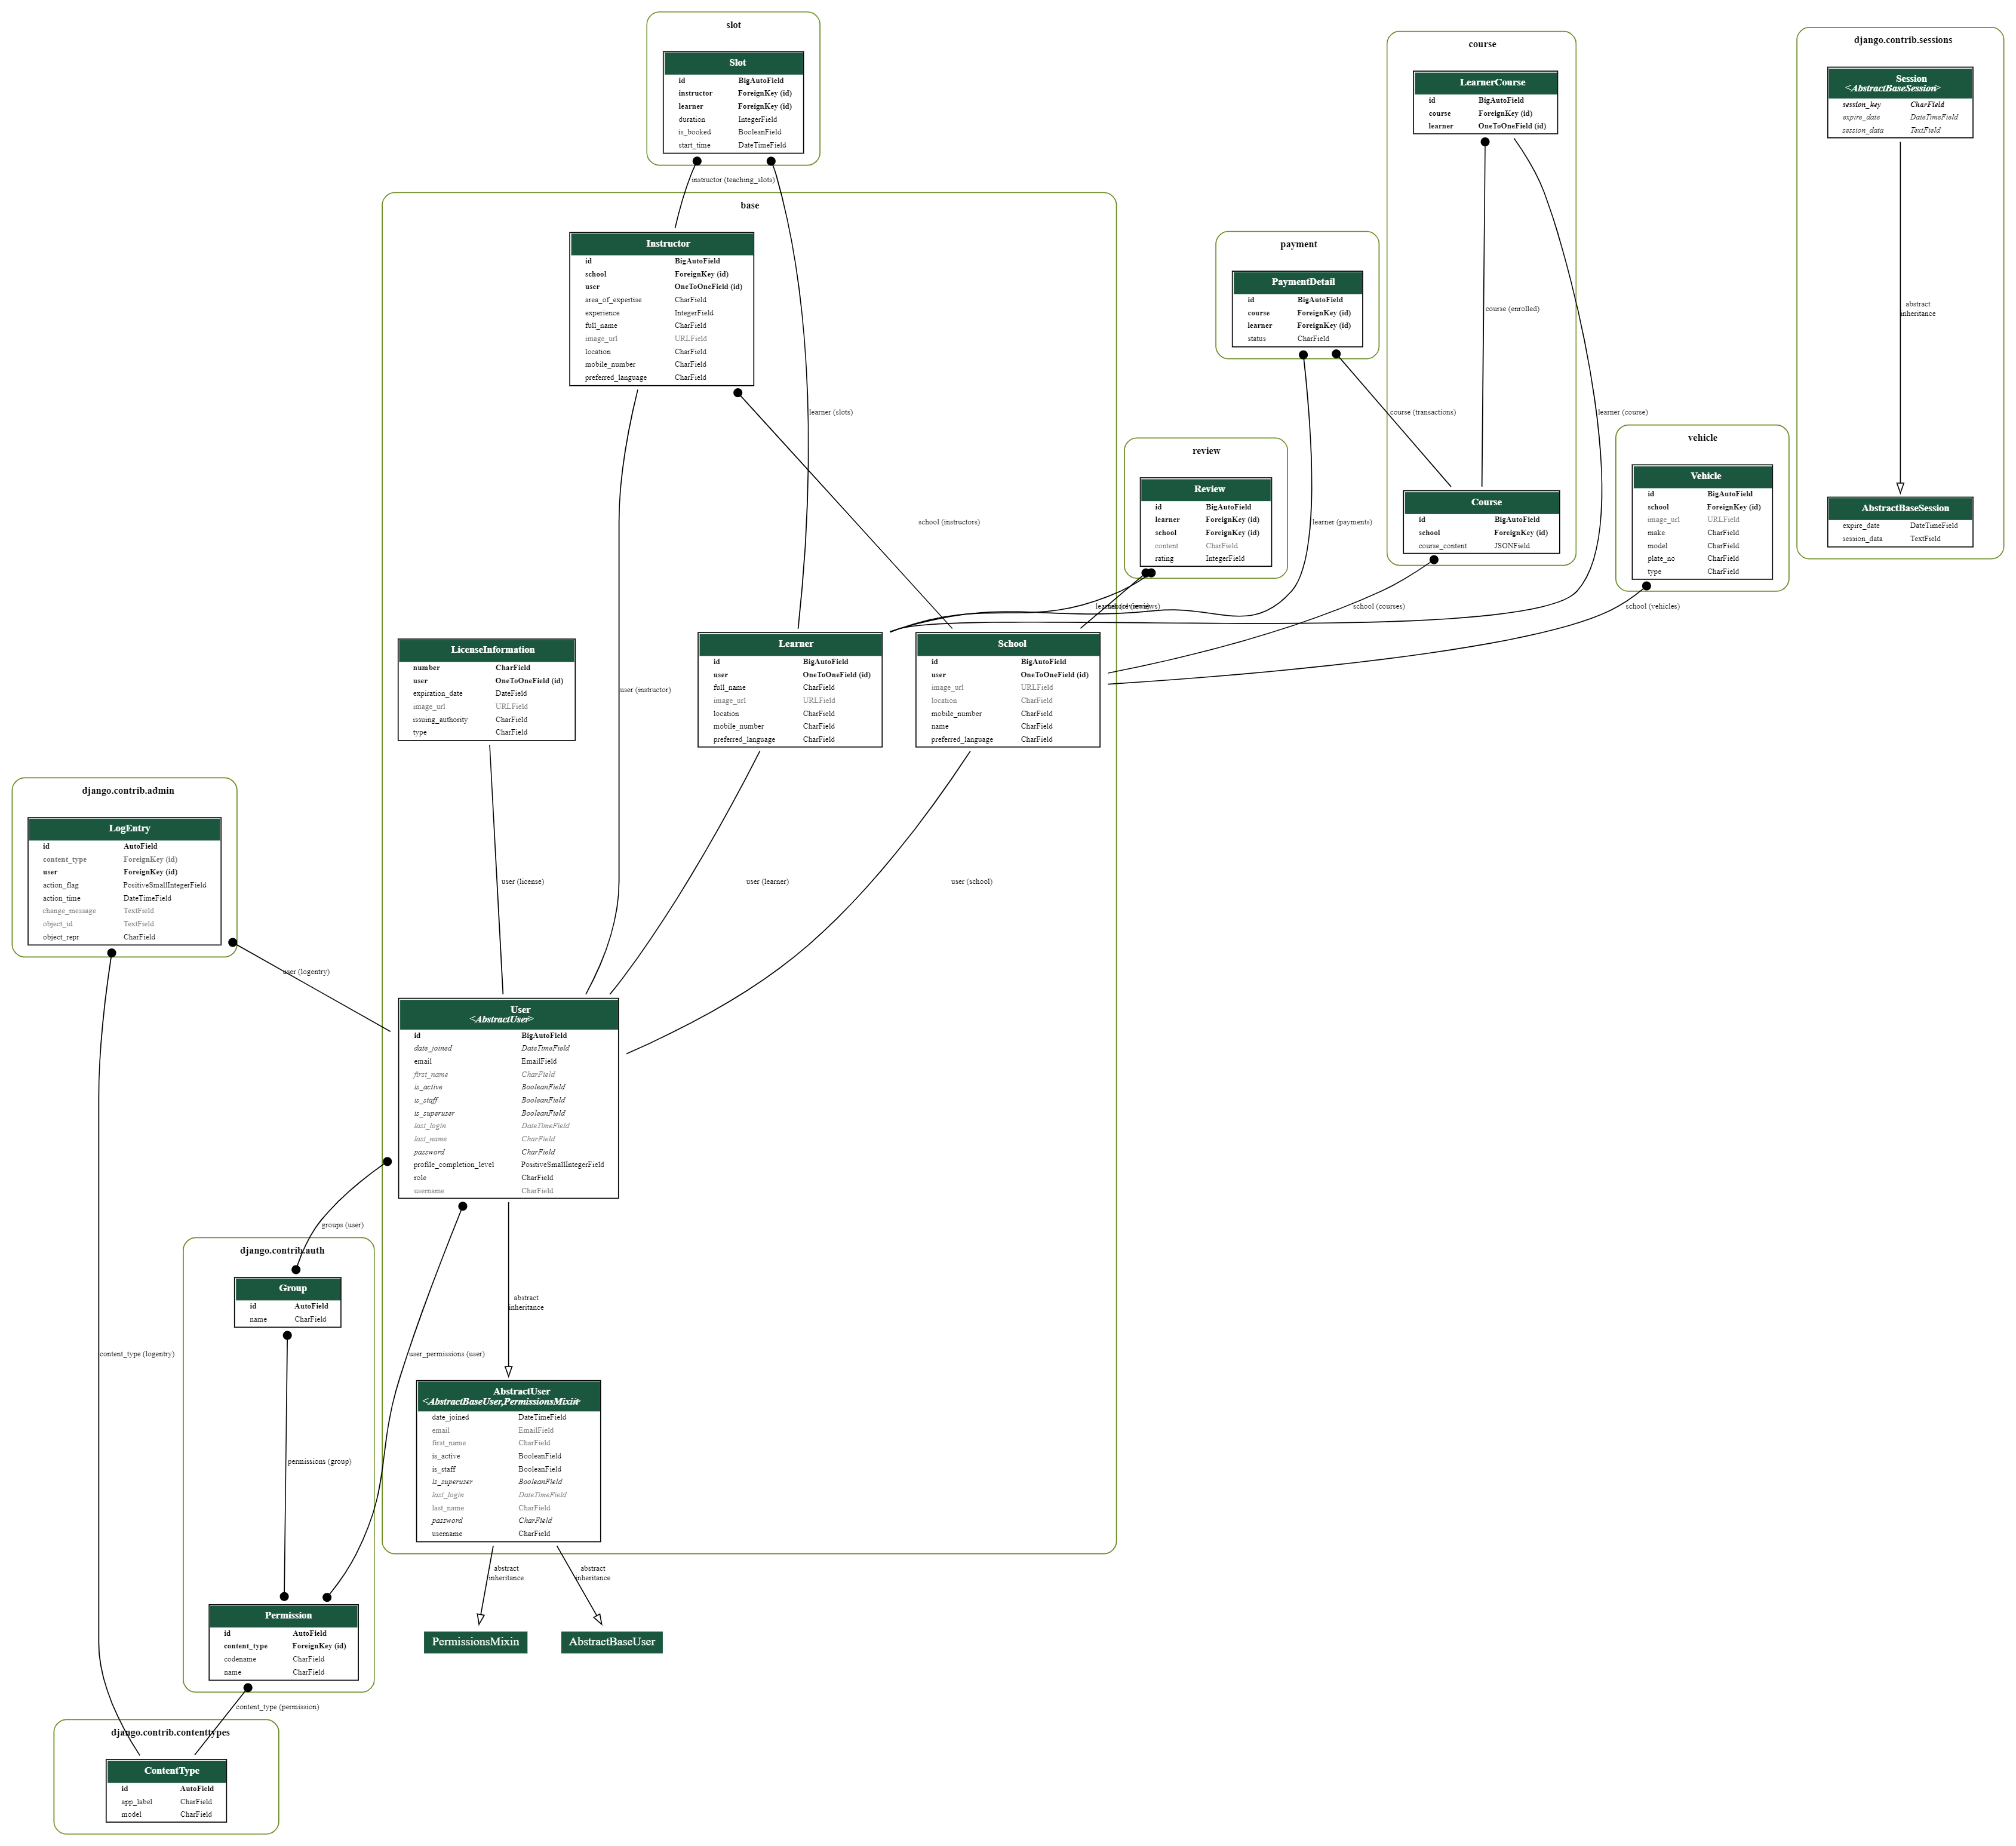 slot
Slot
id BigAutoField
instructor ForeignKey (id)
learner ForeignKey (id)
duration IntegerField
is_booked BooleanField
start_time DateTimeField
instructor (teaching_slots)
learner (slots)
base
Instructor
id BigAutoField
school ForeignKey (id)
user OneToOneField (id)
area_of_expertise CharField
experience IntegerField
full_name CharField
image_url URLField
location CharField
mobile_number CharField
preferred_language CharField
user (instructor)
school (instructors)
LicenseInformation
number CharField
user OneToOneField (id)
expiration_date DateField
image_url URLField
issuing_authority CharField
type CharField
user (license)
Learner
id BigAutoField
user OneToOneField (id)
full_name CharField
image_url URLField
location CharField
mobile_number CharField
preferred_language CharField
user (learner)
School
id BigAutoField
user OneToOneField (id)
image_url URLField
location CharField
mobile_number CharField
name CharField
preferred_language CharField
user (school)
User
<AbstractUser>
id BigAutoField
date_joined DateTimeField
email EmailField
first_name CharField
is_active BooleanField
is_staff BooleanField
is_superuser BooleanField
last_login DateTimeField
last_name CharField
password CharField
profile_completion_level PositiveSmallIntegerField
role CharField
username CharField
groups (user)
user_permissions (user)
abstract
inheritance
AbstractUser
<AbstractBaseUser,PermissionsMixin>
date_joined DateTimeField
email EmailField
first_name CharField
is_active BooleanField
is_staff BooleanField
is_superuser BooleanField
last_login DateTimeField
last_name CharField
password CharField
username CharField
abstract
inheritance
abstract
inheritance
PermissionsMixin
AbstractBaseUser
payment
PaymentDetail
id BigAutoField
course ForeignKey (id)
learner ForeignKey (id)
status CharField
learner (payments)
course (transactions)
review
Review
id BigAutoField
learner ForeignKey (id)
school ForeignKey (id)
content CharField
rating IntegerField
course
LearnerCourse
id BigAutoField
course ForeignKey (id)
learner OneToOneField (id)
course (enrolled)
learner (course)
Course
id BigAutoField
school ForeignKey (id)
course_content JSONField
school (courses)
vehicle
Vehicle
id BigAutoField
school ForeignKey (id)
image_url URLField
make CharField
model CharField
plate_no CharField
type CharField
school (vehicles)
django.contrib.sessions
Session
<AbstractBaseSession>
session_key CharField
expire_date DateTimeField
session_data TextField
abstract
inheritance
AbstractBaseSession
expire_date DateTimeField
session_data TextField
django.contrib.admin
LogEntry
id AutoField
content_type ForeignKey (id)
user ForeignKey (id)
action_flag PositiveSmallIntegerField
action_time DateTimeField
change_message TextField
object_id TextField
object_repr CharField
user (logentry)
content_type (logentry)
django.contrib.auth
Group
id AutoField
name CharField
permissions (group)
Permission
id AutoField
content_type ForeignKey (id)
codename CharField
name CharField
content_type (permission)
django.contrib.contenttypes
ContentType
id AutoField
app_label CharField
model CharField